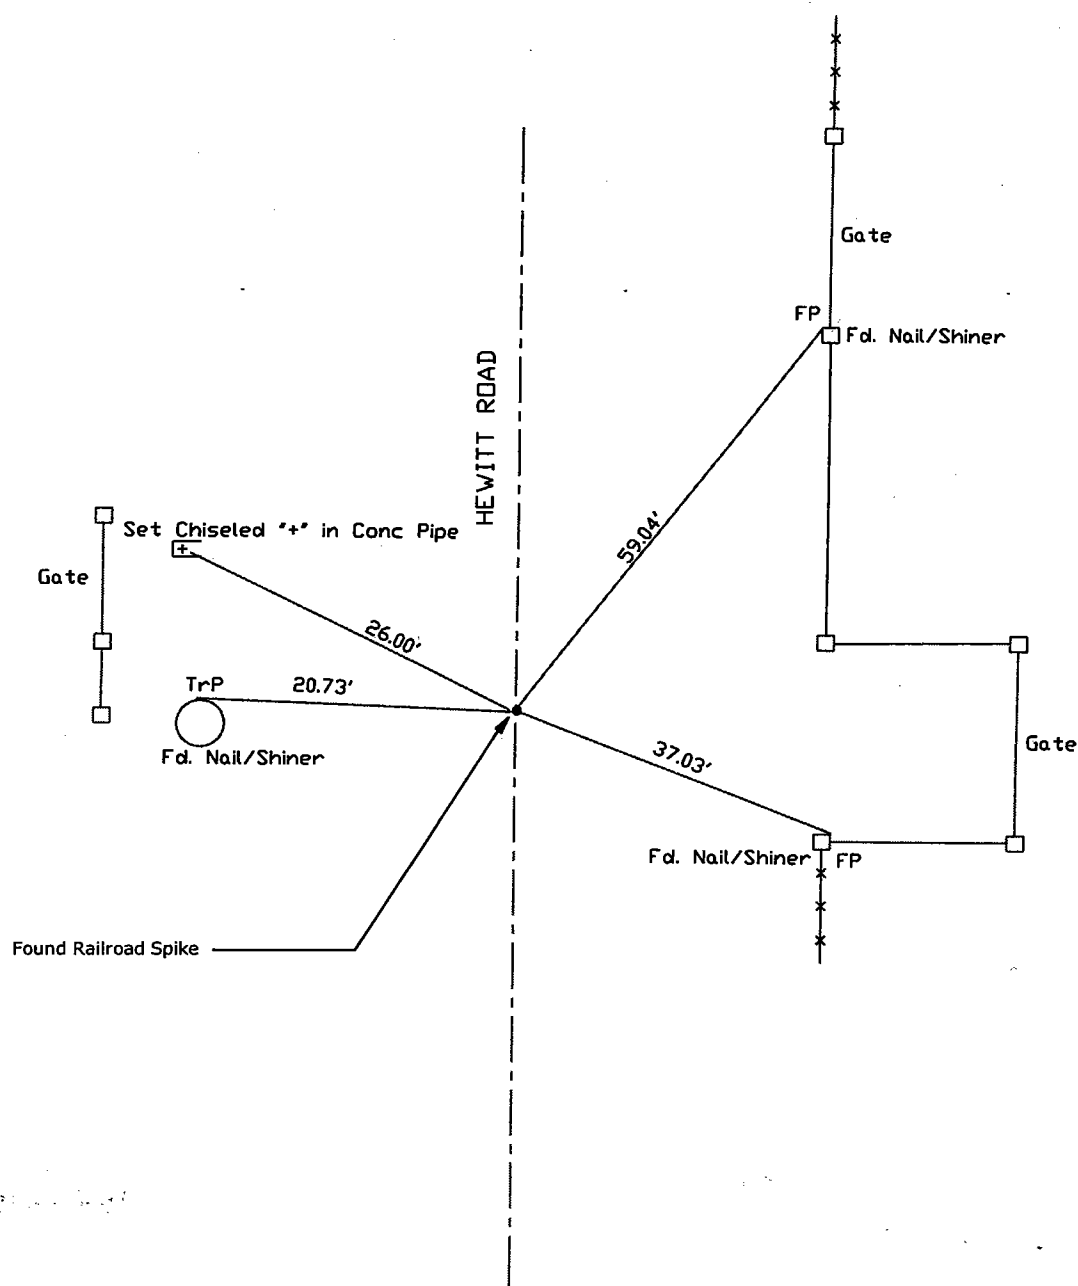 Gate
FP
Fd. Nail/Shiner
HEWITT ROAD
Set Chiseled "+" in Conc Pipe
+
59.04'
Gate
26.00'
TrP
20.73'
Fd. Nail/Shiner
37.03'
Gate
Fd. Nail/Shiner
FP
Found Railroad Spike